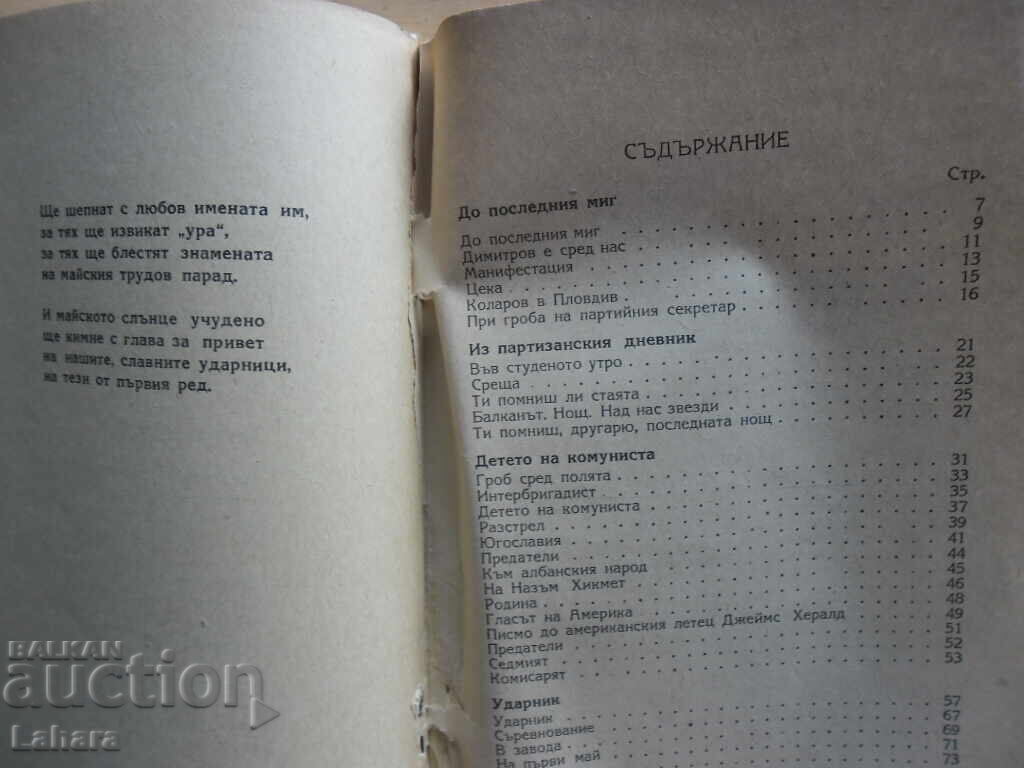 Ще шепнат с любов имената им,
за тях ще извикат „ура“,
за тях ще блестят знамената
на майския трудов парад.
И майското слънце учудено
ще кимне с глава за привет
на нашите, славните ударници,
на тези от първия ред.
СЪДЪРЖАНИЕ
Стр.
До последния миг
До последния миг . . . 7
Димитров е сред нас . . . 9
Манифестация . . . 11
Цека . . . 13
Коларов в Пловдив . . . 15
При гроба на партийния секретар . . . 16
Из партизанския дневник
Във студеното утро . . . 21
Среща . . . 22
Ти помниш ли стаята . . . 23
Балканът. Нощ. Над нас звезди . . . 25
Ти помниш, другарю, последната нощ . . . 27
Детето на комуниста
Гроб сред полята . . . 31
Интербригадист . . . 33
Детето на комуниста . . . 35
Разстрел . . . 37
Югославия . . . 39
Предатели . . . 41
Към албанския народ . . . 44
На Назъм Хикмет . . . 45
Родина . . . 46
Гласът на Америка . . . 48
Писмо до американския летец Джеймс Хералд . . . 49
Предатели . . . 51
Седмият . . . 52
Комисарят . . . 53
Ударник
Ударник . . . 57
Съревнование . . . 67
В завода . . . 69
На първи май . . . 71
73
BALKAN
auction
Lahara